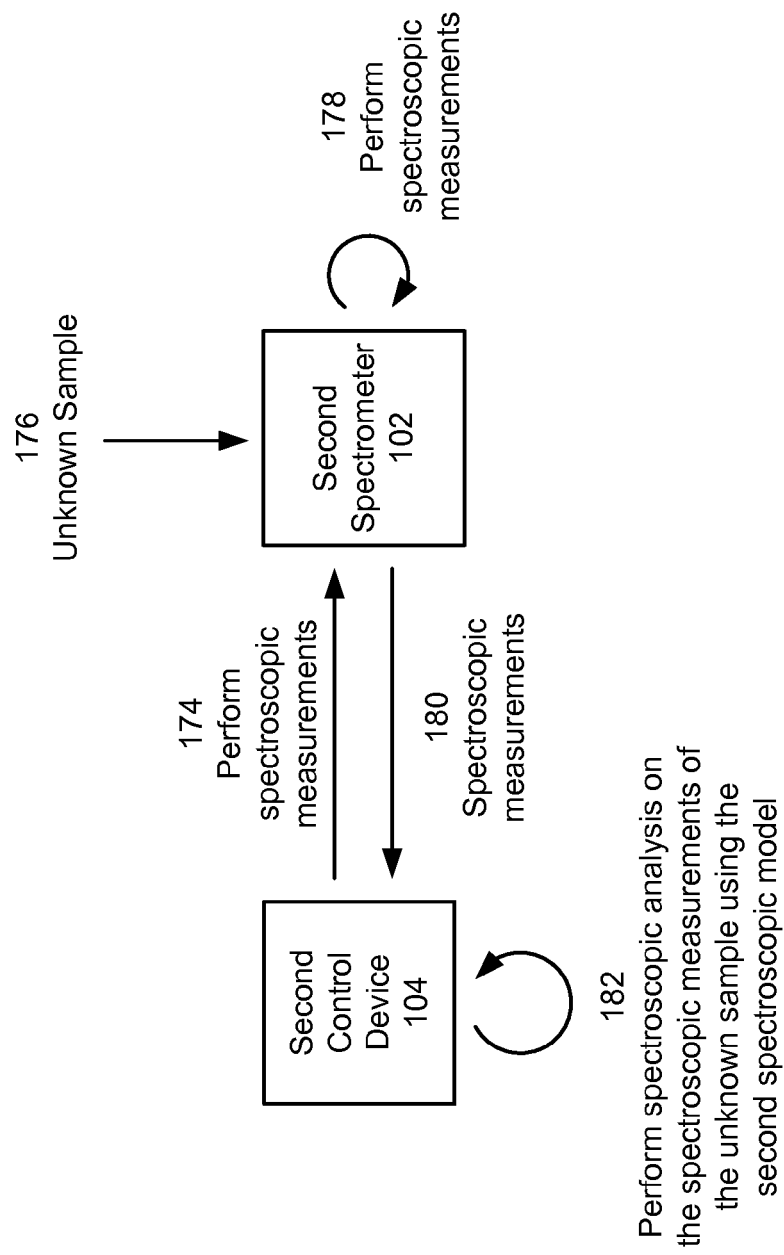 176
Unknown Sample
174
Perform
spectroscopic
measurements
178
Perform
spectroscopic
measurements
Second
Control
Device
104
Second
Spectrometer
102
180
Spectroscopic
measurements
182
Perform spectroscopic analysis on
the spectroscopic measurements of
the unknown sample using the
second spectroscopic model